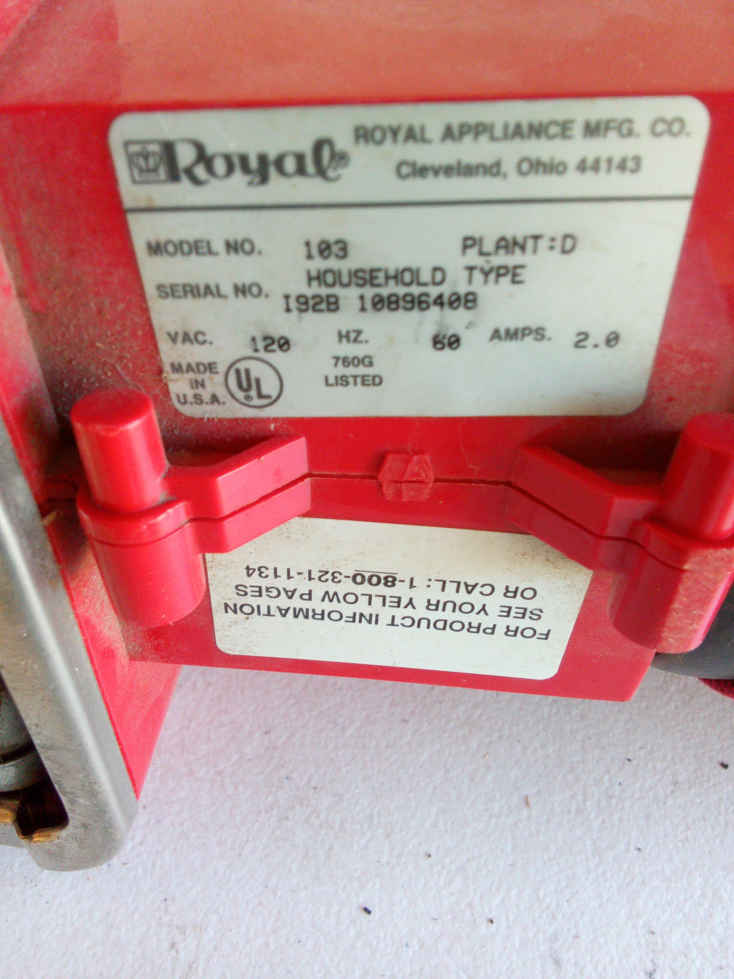 Royal®
ROYAL APPLIANCE MFG. CO.
Cleveland, Ohio 44143
MODEL NO. 103 PLANT:D
HOUSEHOLD TYPE
SERIAL NO. I92B 10896408
VAC. 120 HZ. 60 AMPS. 2.0
MADE IN U.S.A.
UL®
760G
LISTED
FOR PRODUCT INFORMATION
SEE YOUR YELLOW PAGES
OR CALL: 1-800-321-1134